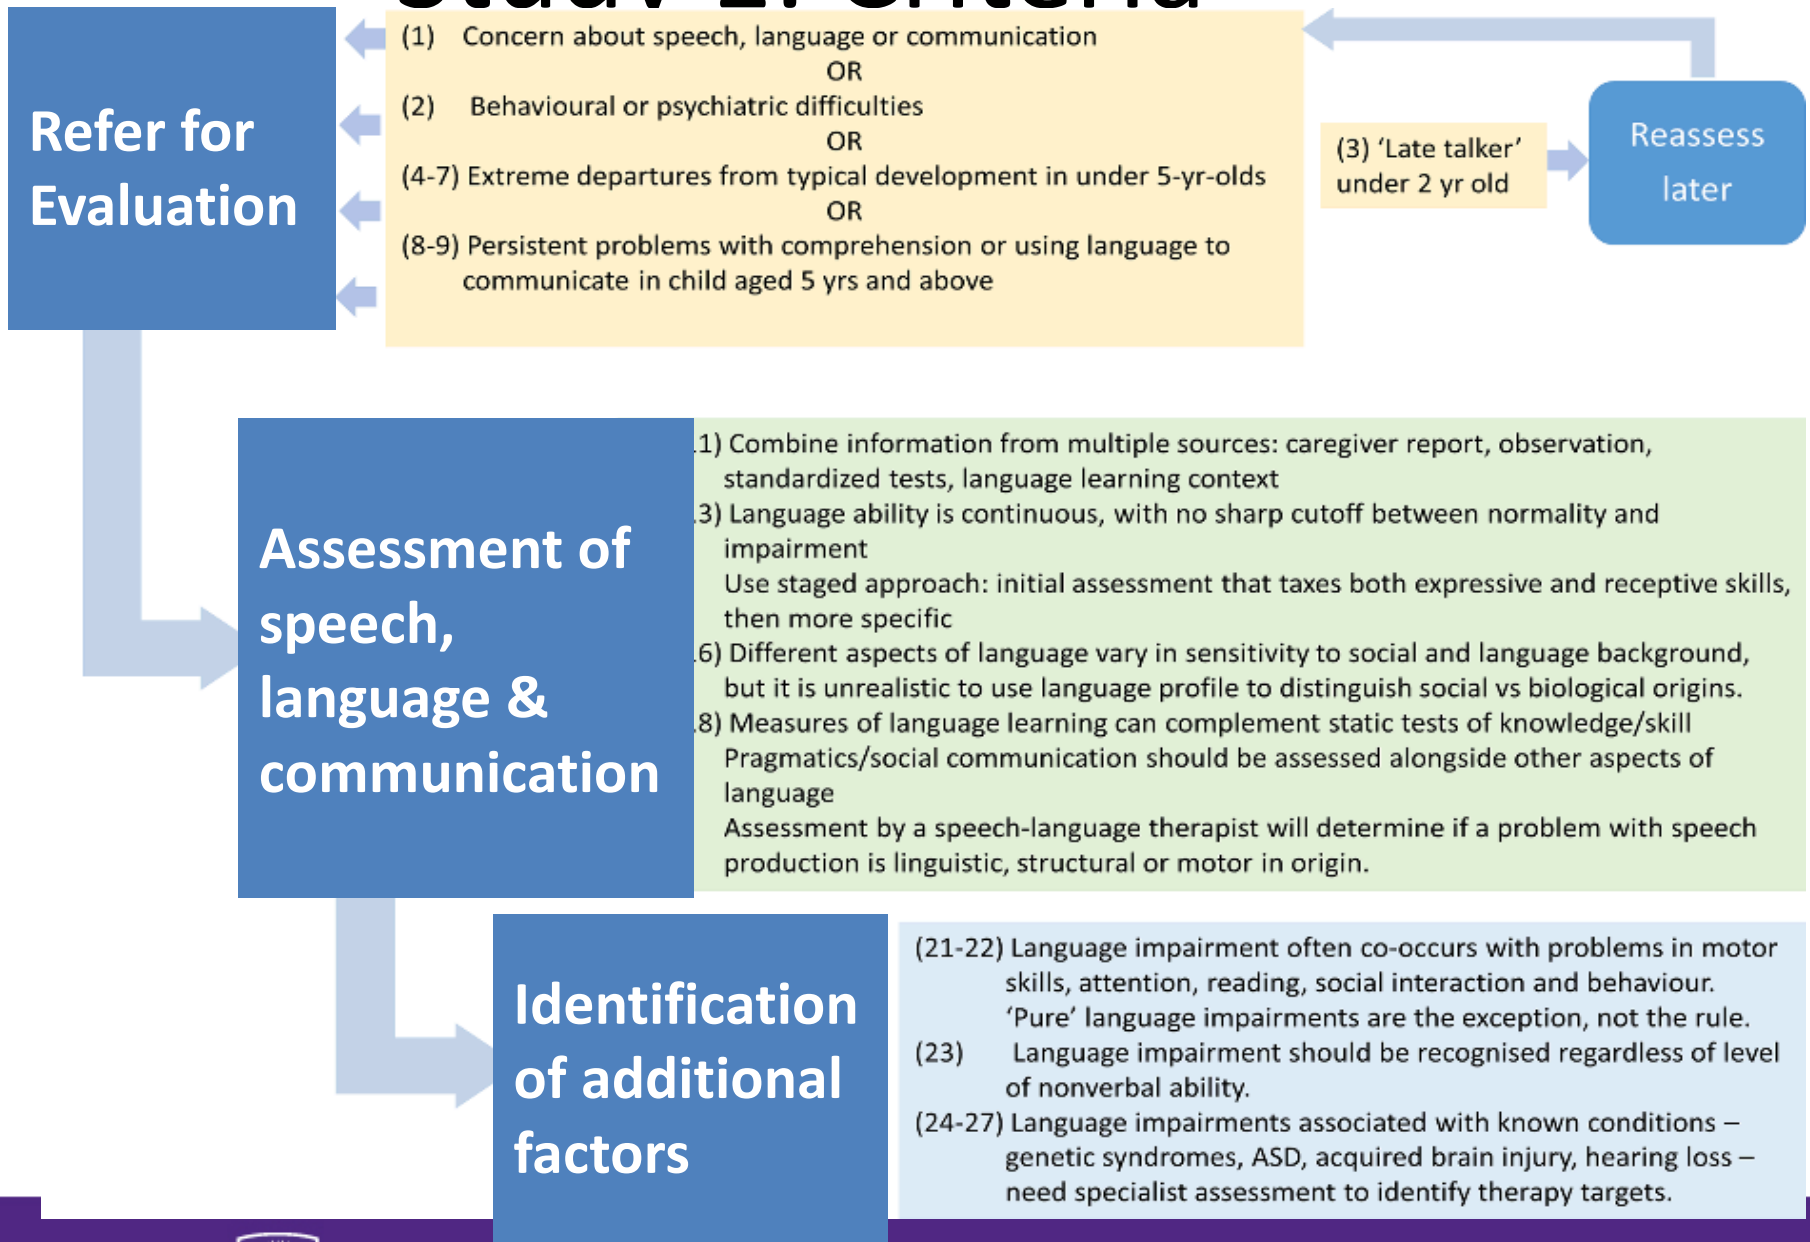 Study 1: Criteria
Refer for
Evaluation
(1) Concern about speech, language or communication
OR
(2) Behavioural or psychiatric difficulties
OR
(4-7) Extreme departures from typical development in under 5-yr-olds
OR
(8-9) Persistent problems with comprehension or using language to
communicate in child aged 5 yrs and above
(3) ‘Late talker’
under 2 yr old
Reassess
later
Assessment of
speech,
language &
communication
.1) Combine information from multiple sources: caregiver report, observation,
standardized tests, language learning context
.3) Language ability is continuous, with no sharp cutoff between normality and
impairment
Use staged approach: initial assessment that taxes both expressive and receptive skills,
then more specific
.6) Different aspects of language vary in sensitivity to social and language background,
but it is unrealistic to use language profile to distinguish social vs biological origins.
.8) Measures of language learning can complement static tests of knowledge/skill
Pragmatics/social communication should be assessed alongside other aspects of
language
Assessment by a speech-language therapist will determine if a problem with speech
production is linguistic, structural or motor in origin.
Identification
of additional
factors
(21-22) Language impairment often co-occurs with problems in motor
skills, attention, reading, social interaction and behaviour.
‘Pure’ language impairments are the exception, not the rule.
(23) Language impairment should be recognised regardless of level
of nonverbal ability.
(24-27) Language impairments associated with known conditions –
genetic syndromes, ASD, acquired brain injury, hearing loss –
need specialist assessment to identify therapy targets.